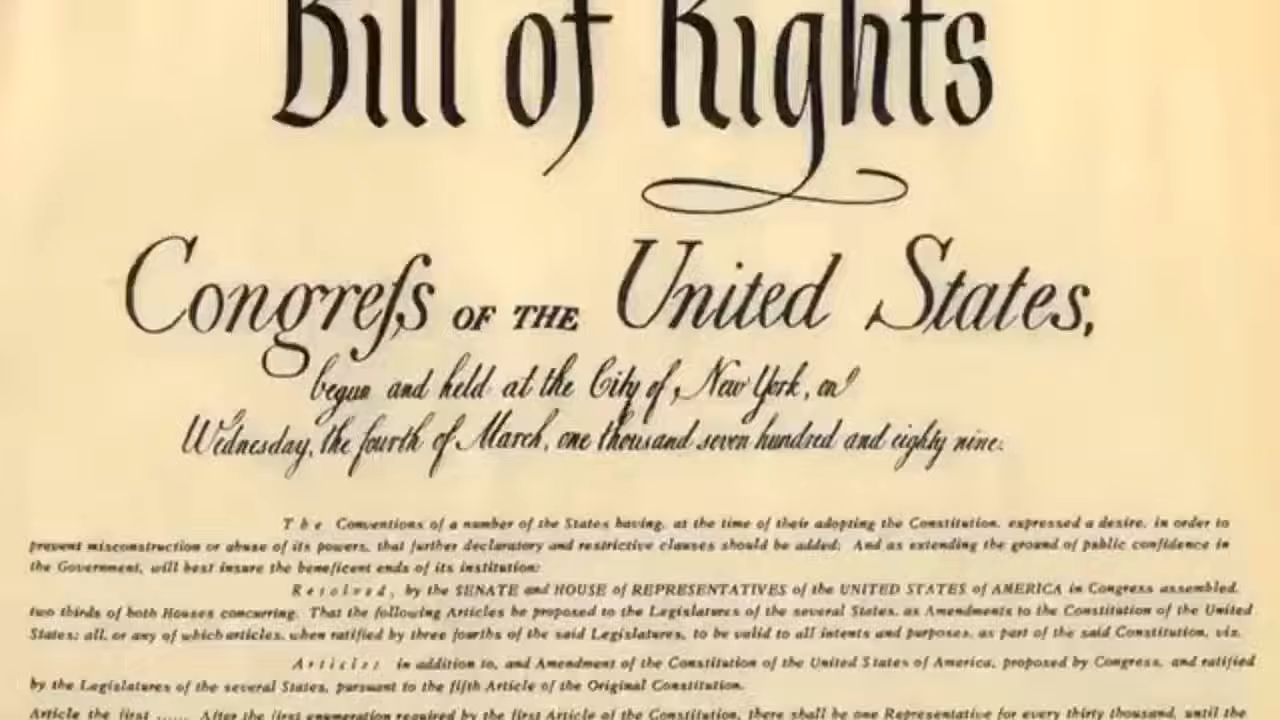 Bill of Rights
Congreſs OF THE United States,
begun and held at the City of New York, on
Wednesday, the fourth of March, one thousand seven hundred and eighty nine.
The Conventions of a number of the States having, at the time of their adopting the Constitution, expressed a desire, in order to
prevent misconstruction or abuse of its powers, that further declaratory and restrictive clauses should be added: And as extending the ground of public confidence in
the Government, will best insure the beneficent ends of its institution:
Resolved, by the SENATE and HOUSE of REPRESENTATIVES of the UNITED STATES of AMERICA in Congress assembled,
two thirds of both Houses concurring. That the following Articles be proposed to the Legislatures of the several States, as Amendments to the Constitution of the United
States; all, or any of which articles, when ratified by three fourths of the said Legislatures, to be valid to all intents and purposes, as part of the said Constitution, viz.
Articles in addition to, and Amendment of the Constitution of the United States of America, proposed by Congress, and ratified
by the Legislatures of the several States, pursuant to the fifth Article of the Original Constitution.
Article the first ...... After the first enumeration required by the first Article of the Constitution, there shall be one Representative for every thirty thousand, until the